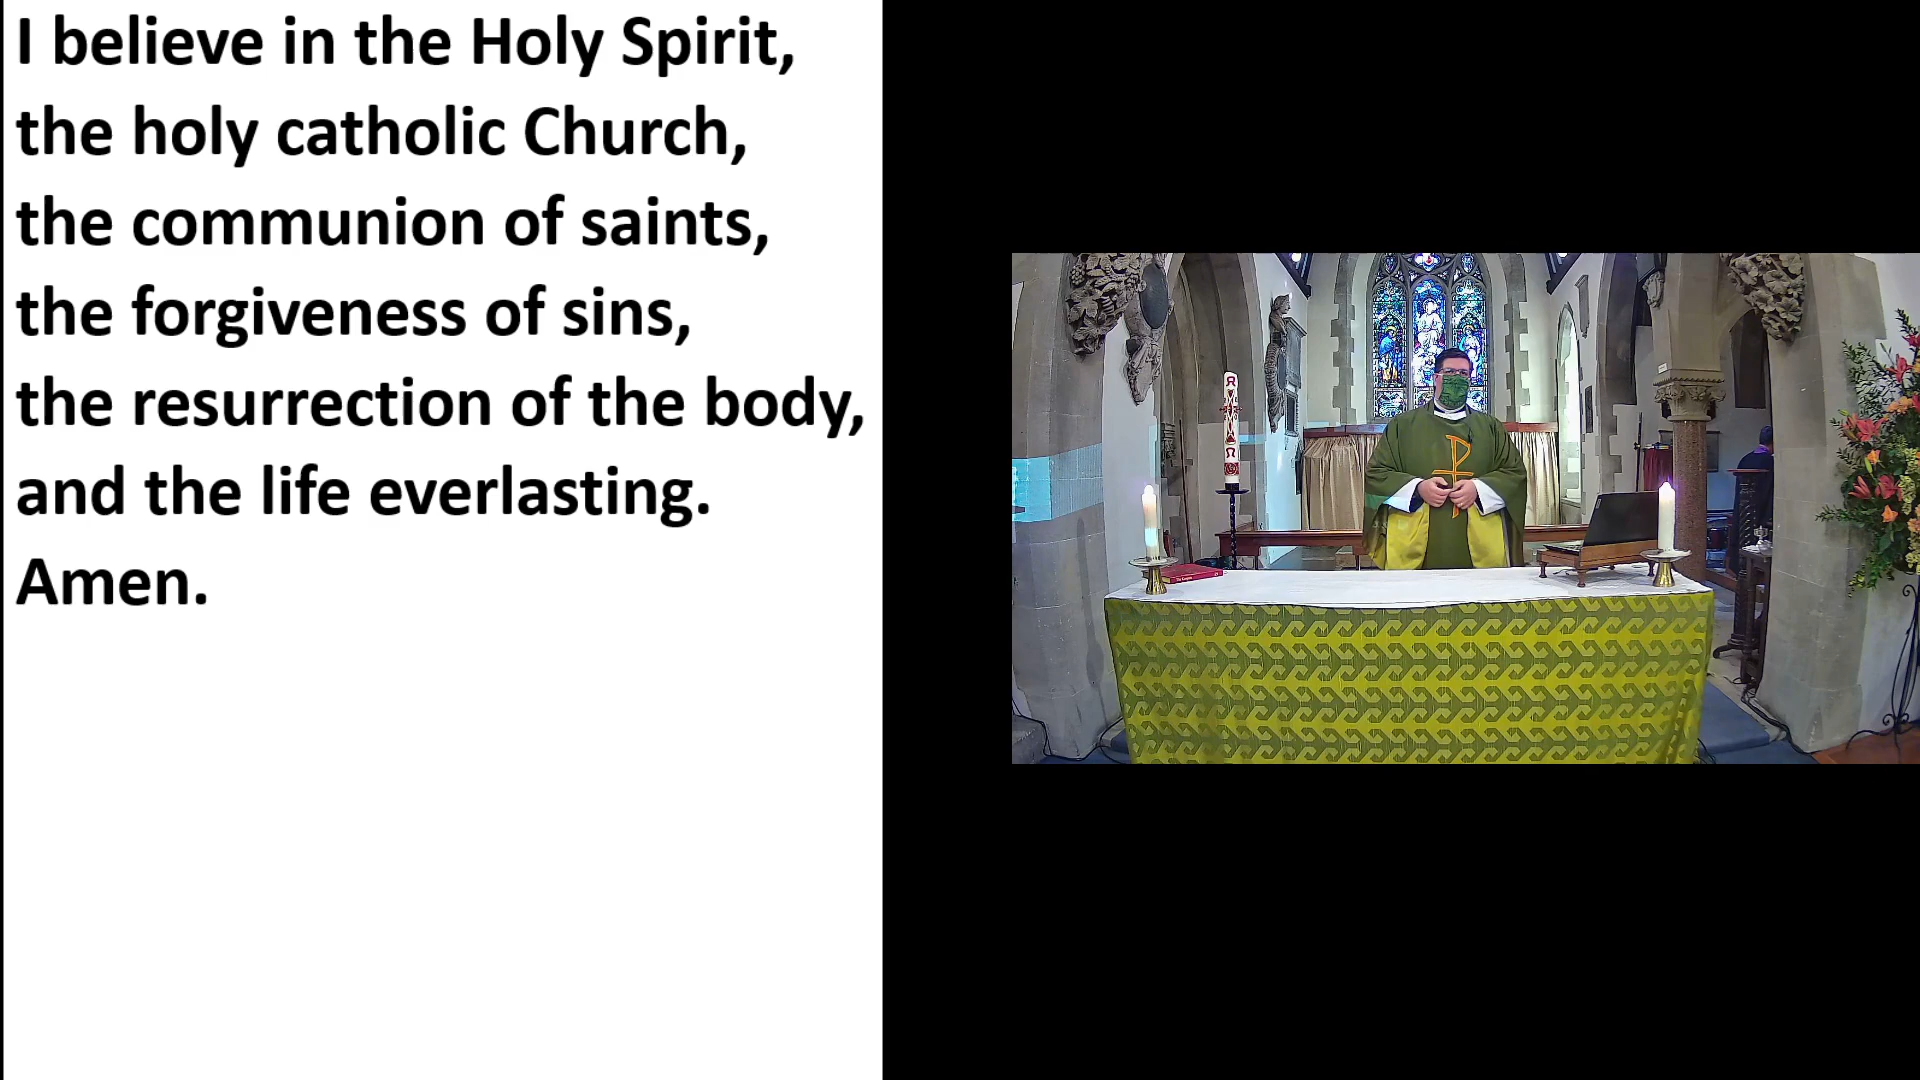 I believe in the Holy Spirit,
the holy catholic Church,
the communion of saints,
the forgiveness of sins,
the resurrection of the body,
and the life everlasting.
Amen.